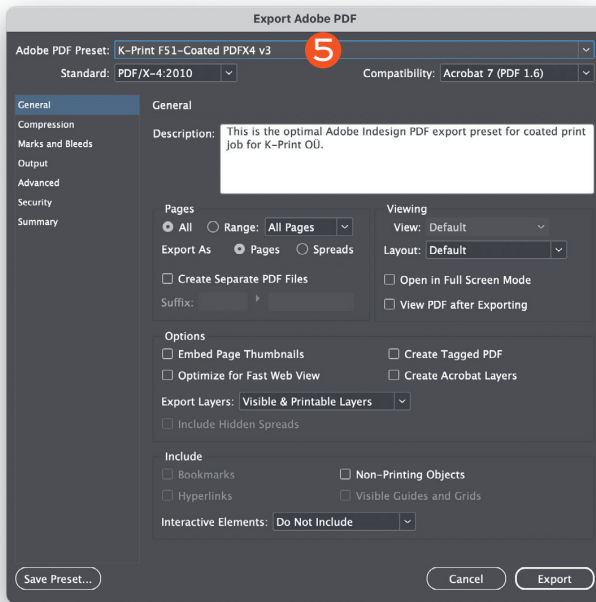 Export Adobe PDF
Adobe PDF Preset: K-Print F51-Coated PDFX4 v3
5
Standard: PDF/X-4:2010 Compatibility: Acrobat 7 (PDF 1.6)
General
Compression
Marks and Bleeds
Output
Advanced
Security
Summary
General
Description: This is the optimal Adobe Indesign PDF export preset for coated print
job for K-Print OÜ.
Pages
All Range: All Pages
Export As Pages Spreads
Create Separate PDF Files
Suffix:
Viewing
View: Default
Layout: Default
Open in Full Screen Mode
View PDF after Exporting
Options
Embed Page Thumbnails Create Tagged PDF
Optimize for Fast Web View Create Acrobat Layers
Export Layers: Visible & Printable Layers
Include Hidden Spreads
Include
Bookmarks Non-Printing Objects
Hyperlinks Visible Guides and Grids
Interactive Elements: Do Not Include
Save Preset... Cancel Export